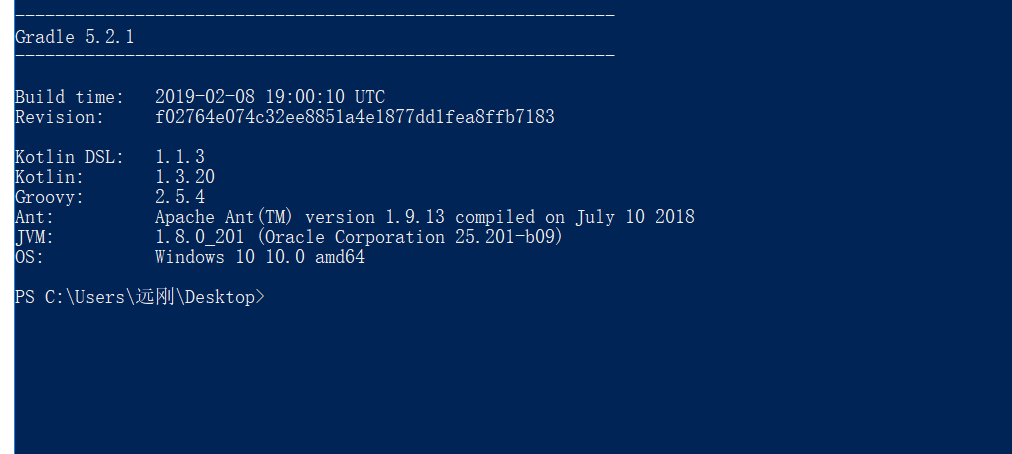 ------------------------------------------------------------
Gradle 5.2.1
------------------------------------------------------------
Build time:   2019-02-08 19:00:10 UTC
Revision:     f02764e074c32ee8851a4e1877dd1fea8ffb7183
Kotlin DSL:   1.1.3
Kotlin:       1.3.20
Groovy:       2.5.4
Ant:          Apache Ant(TM) version 1.9.13 compiled on July 10 2018
JVM:          1.8.0_201 (Oracle Corporation 25.201-b09)
OS:           Windows 10 10.0 amd64
PS C:\Users\远刚\Desktop>